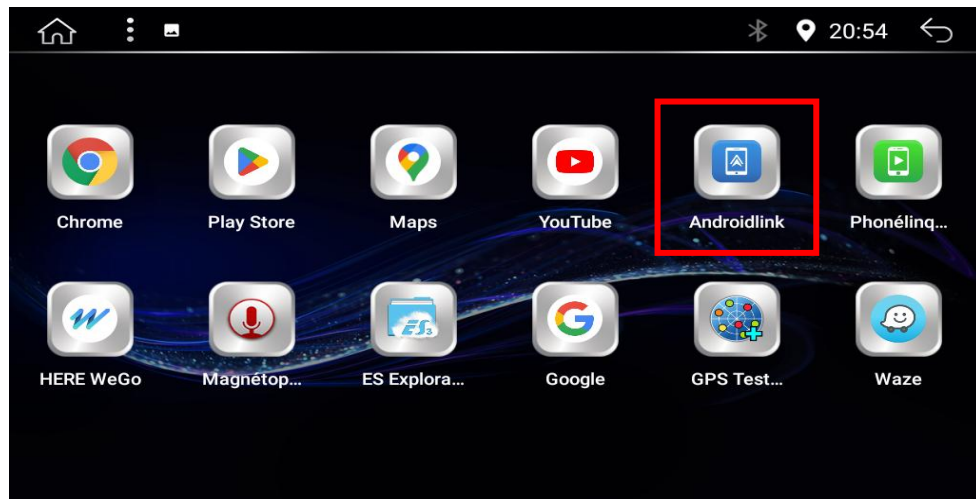 20:54
Chrome
Play Store
Maps
YouTube
Androidlink
Phonélinq...
HERE WeGo
Magnétop...
ES Explora...
Google
GPS Test...
Waze